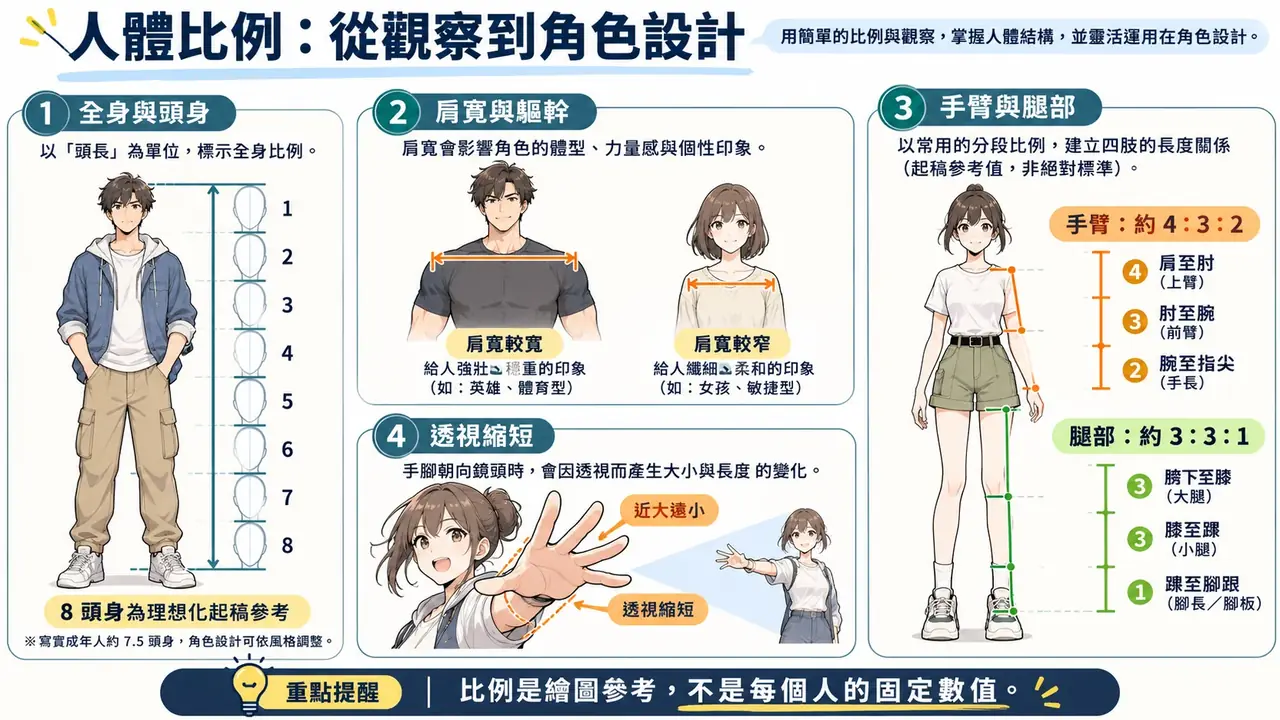 人體比例：從觀察到角色設計
用簡單的比例與觀察，掌握人體結構，並靈活運用在角色設計。
1 全身與頭身
以「頭長」為單位，標示全身比例。
1
2
3
4
5
6
7
8
8 頭身為理想化起稿參考
※ 寫實成年人約 7.5 頭身，角色設計可依風格調整。
2 肩寬與驅幹
肩寬會影響角色的體型、力量感與個性印象。
肩寬較寬
給人強壯 穩重的印象
（如：英雄、體育型）
肩寬較窄
給人纖細 柔和的印象
（如：女孩、敏捷型）
3 手臂與腿部
以常用的分段比例，建立四肢的長度關係
（起稿參考值，非絕對標準）。
手臂：約 4：3：2
4 肩至肘
（上臂）
3 肘至腕
（前臂）
2 腕至指尖
（手長）
腿部：約 3：3：1
3 胯下至膝
（大腿）
3 膝至踝
（小腿）
1 踝至腳跟
（腳長／腳板）
4 透視縮短
手腳朝向鏡頭時，會因透視而產生大小與長度 的變化。
近大遠小
透視縮短
重點提醒
比例是繪圖參考，不是每個人的固定數值。